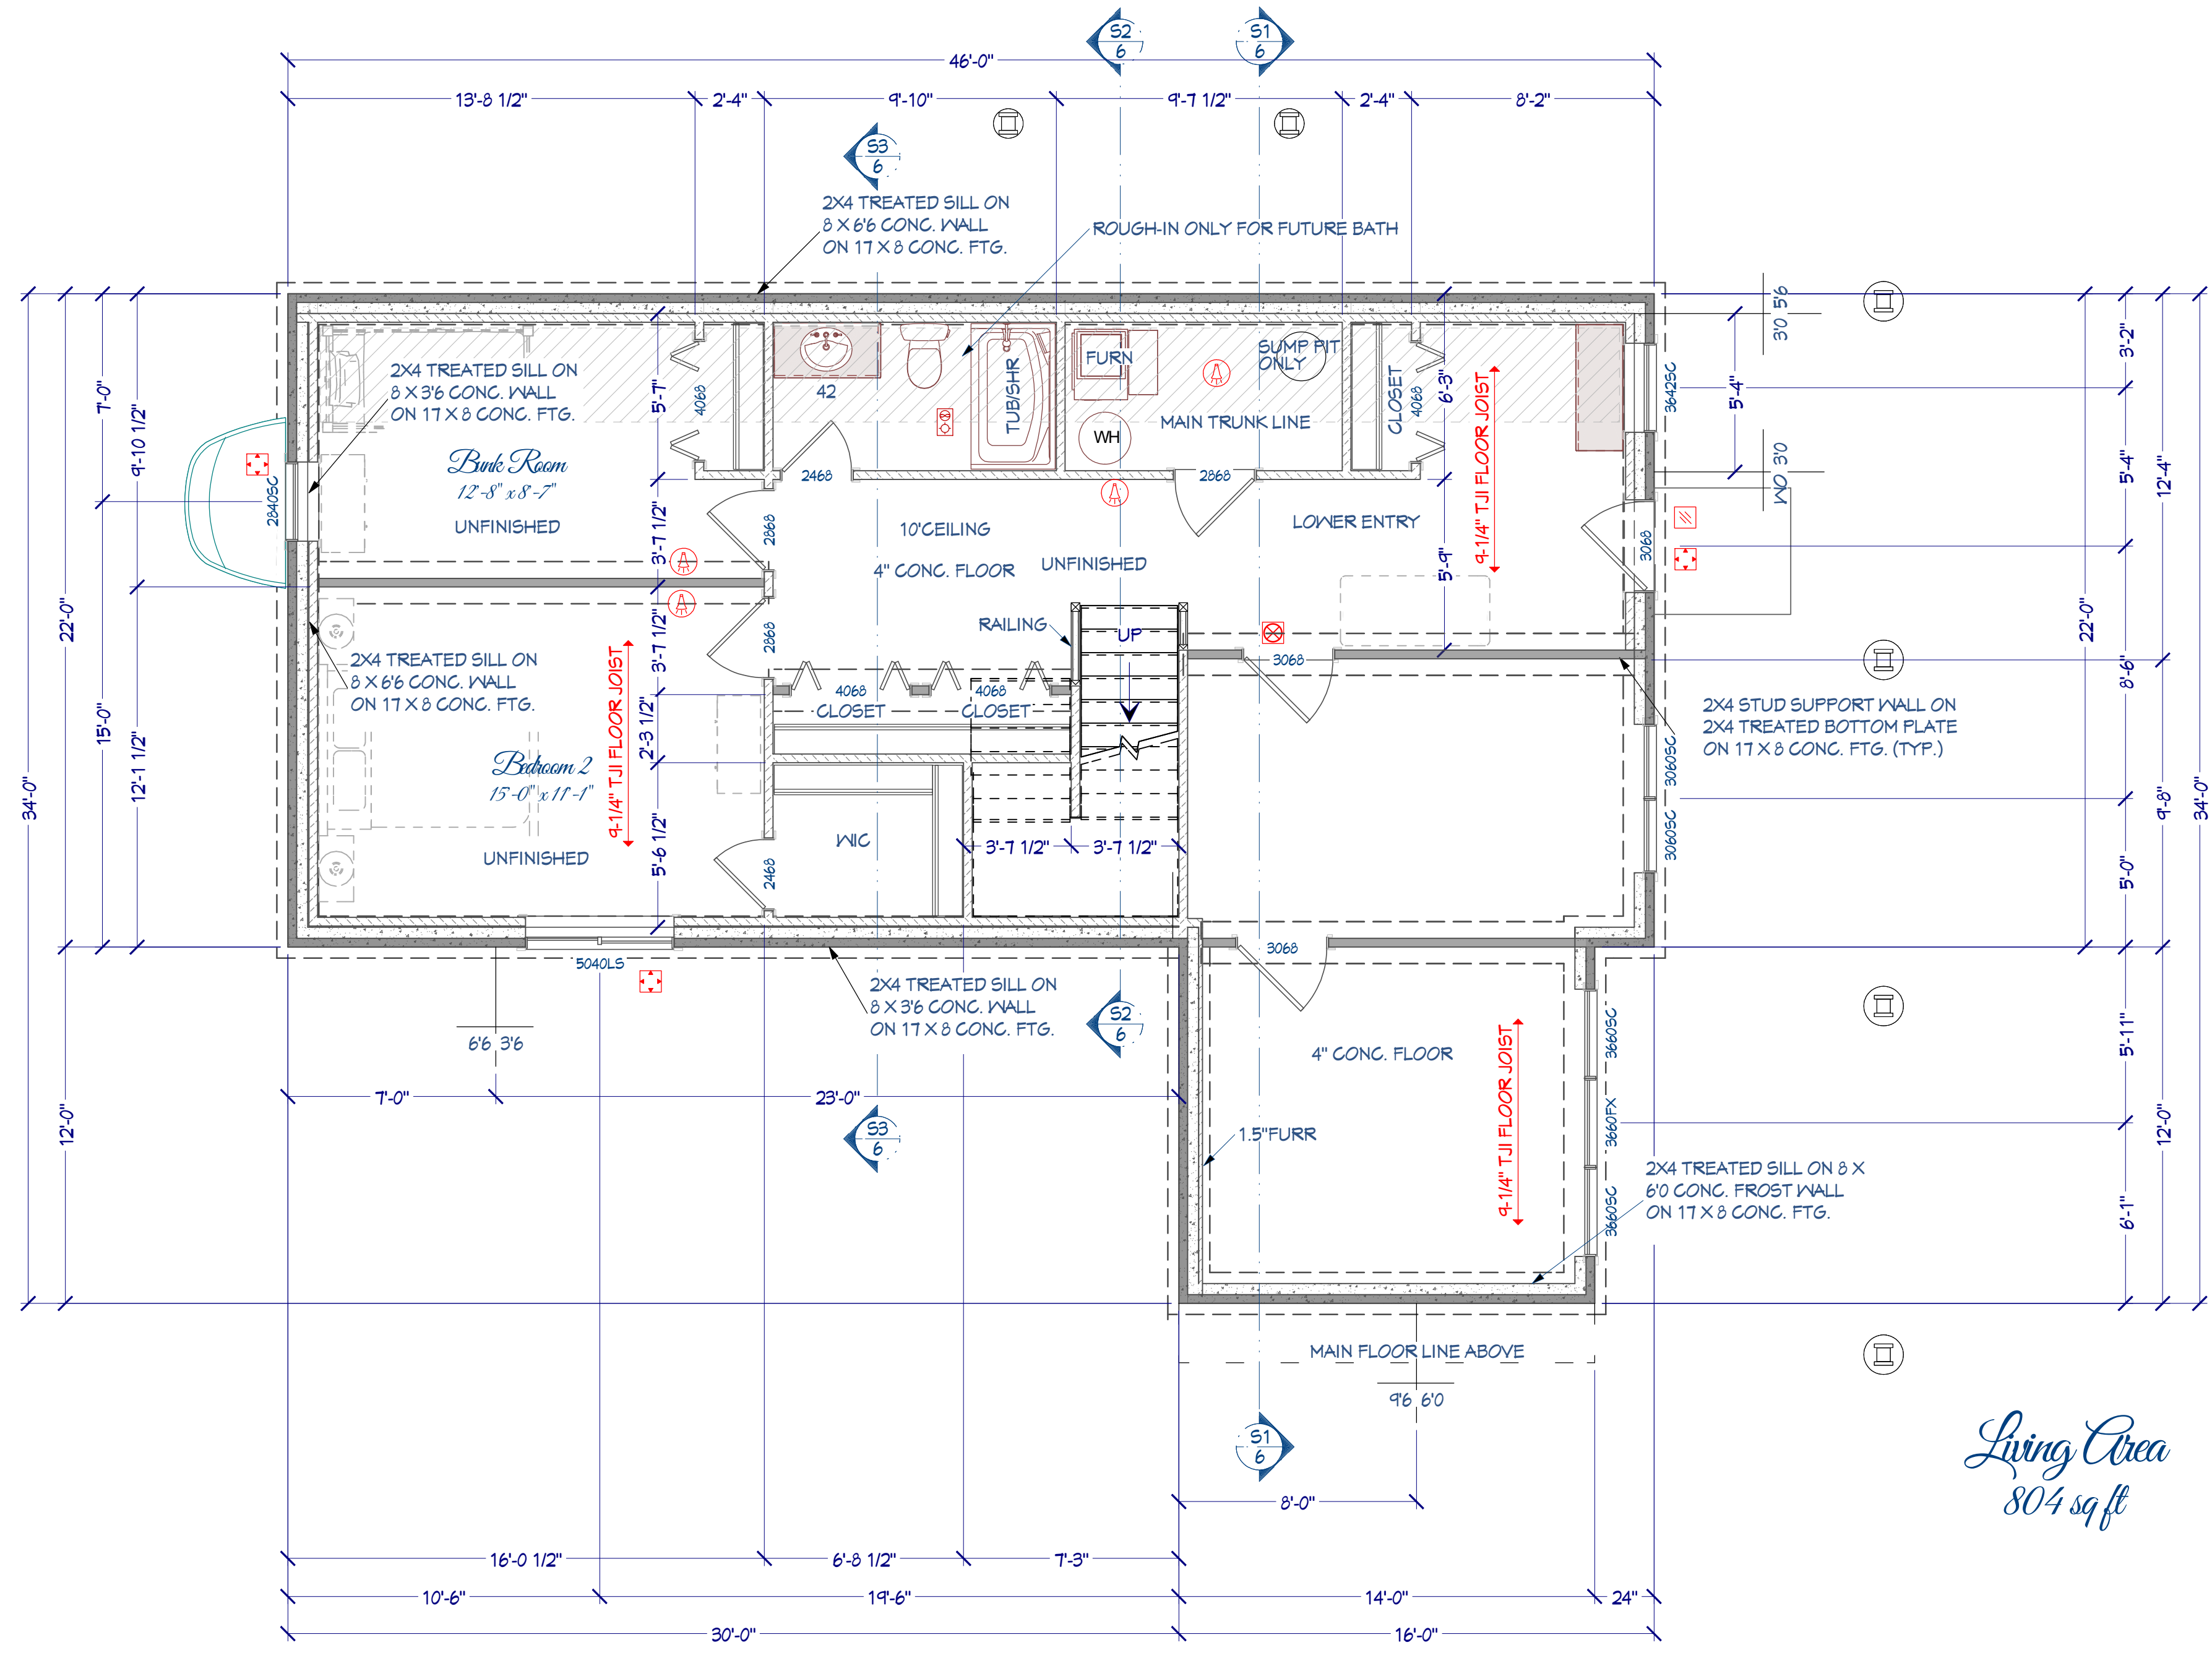 S2
6
S1
6
46'-0"
13'-8 1/2"
2'-4"
9'-10"
9'-7 1/2"
2'-4"
8'-2"
S3
6
2X4 TREATED SILL ON
8 X 6'6 CONC. WALL
ON 17 X 8 CONC. FTG.
ROUGH-IN ONLY FOR FUTURE BATH
3'0 5'6
7'-0"
9'-10 1/2"
22'-0"
34'-0"
15'-0"
12'-1 1/2"
12'-0"
2840SC
2X4 TREATED SILL ON
8 X 3'6 CONC. WALL
ON 17 X 8 CONC. FTG.
Bunk Room
12'-8" x 8'-7"
UNFINISHED
5'-7"
4068
42
TUB/SHR
FURN
WH
SUMP PIT
ONLY
MAIN TRUNK LINE
CLOSET
4068
6'-3"
9-1/4" TJI FLOOR JOIST
3642SC
5'-4"
3'-2"
5'-4"
12'-4"
WO 3'0
2468
2868
3'-7 1/2"
2868
10'CEILING
4" CONC. FLOOR
UNFINISHED
LOWER ENTRY
5'-9"
3068
22'-0"
RAILING
UP
3'-7 1/2"
2868
3068
2X4 TREATED SILL ON
8 X 6'6 CONC. WALL
ON 17 X 8 CONC. FTG.
9-1/4" TJI FLOOR JOIST
2'-3 1/2"
4068
4068
CLOSET
CLOSET
8'-6"
2X4 STUD SUPPORT WALL ON
2X4 TREATED BOTTOM PLATE
ON 17 X 8 CONC. FTG. (TYP.)
3060SC
3060SC
9'-8"
34'-0"
Bedroom 2
15'-0" x 11'-1"
UNFINISHED
5'-6 1/2"
2468
WIC
3'-7 1/2"
3'-7 1/2"
5'-0"
5040LS
3068
2X4 TREATED SILL ON
8 X 3'6 CONC. WALL
ON 17 X 8 CONC. FTG.
S2
6
6'6 3'6
4" CONC. FLOOR
9-1/4" TJI FLOOR JOIST
3660SC
3660FX
3660SC
5'-11"
12'-0"
6'-1"
7'-0"
23'-0"
S3
6
1.5"FURR
2X4 TREATED SILL ON 8 X
6'0 CONC. FROST WALL
ON 17 X 8 CONC. FTG.
MAIN FLOOR LINE ABOVE
9'6 6'0
S1
6
Living Area
804 sq ft
8'-0"
16'-0 1/2"
6'-8 1/2"
7'-3"
10'-6"
19'-6"
14'-0"
24"
30'-0"
16'-0"